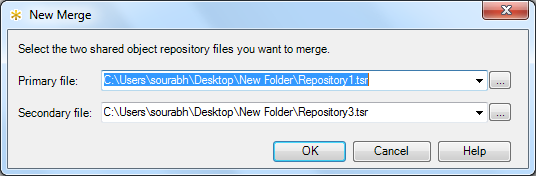 New Merge
Select the two shared object repository files you want to merge.
Primary file: C:\Users\sourabh\Desktop\New Folder\Repository1.tsr ...
Secondary file: C:\Users\sourabh\Desktop\New Folder\Repository3.tsr ...
OK Cancel Help